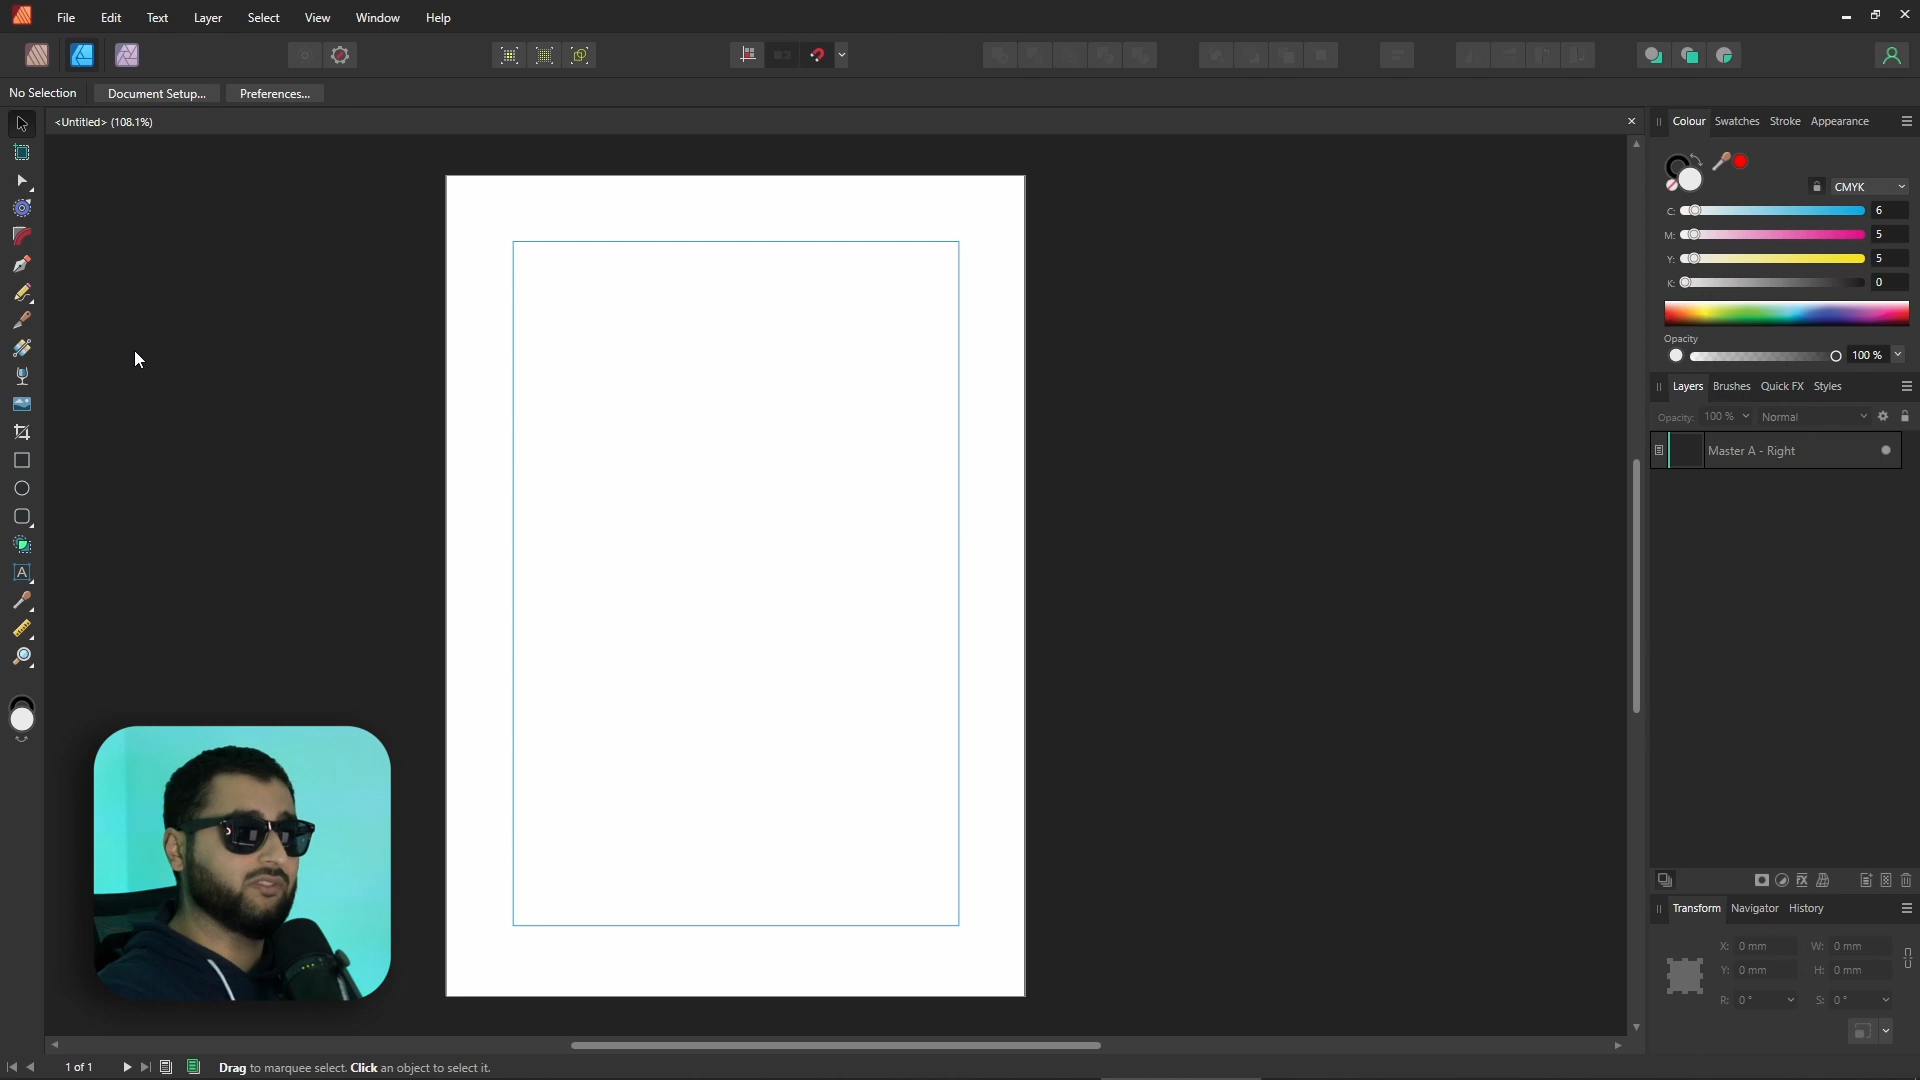 File Edit Text Layer Select View Window Help
No Selection Document Setup... Preferences...
<Untitled> (108.1%)
Colour Swatches Stroke Appearance
CMYK
C: 6
M: 5
Y: 5
K: 0
Opacity
100 %
Layers Brushes Quick FX Styles
Opacity: 100 % Normal
Master A - Right
Transform Navigator History
X: 0 mm W: 0 mm
Y: 0 mm H: 0 mm
R: 0 ° S: 0 °
1 of 1 Drag to marquee select. Click an object to select it.